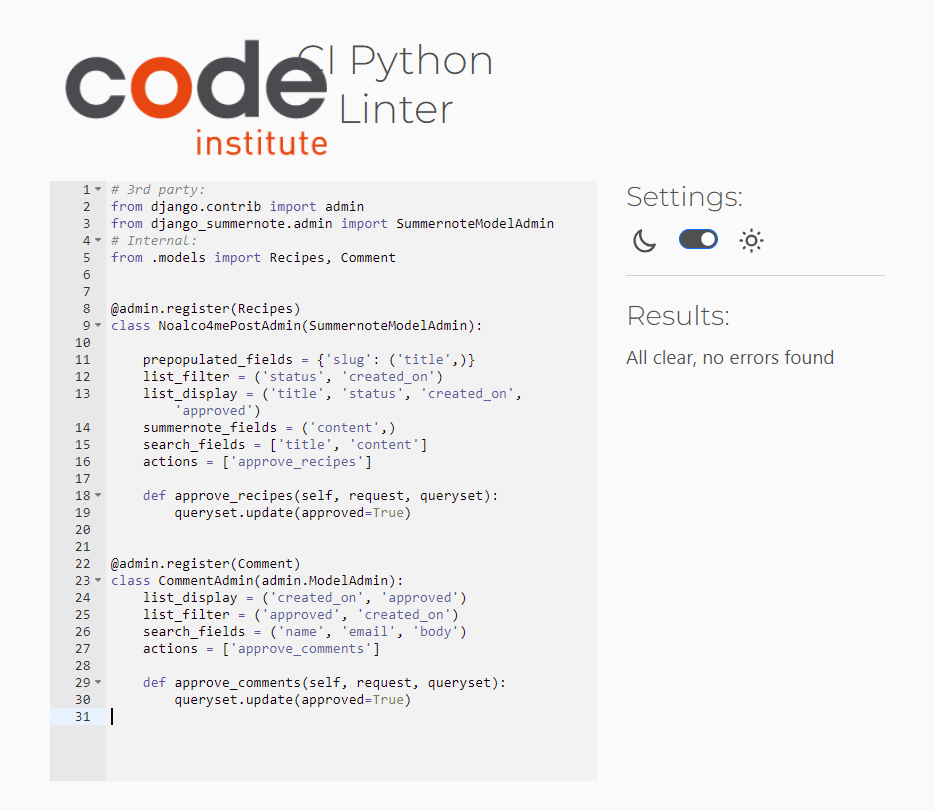 code
institute
CI Python
Linter
1 # 3rd party:
2 from django.contrib import admin
3 from django_summernote.admin import SummernoteModelAdmin
4 # Internal:
5 from .models import Recipes, Comment
6
7
8 @admin.register(Recipes)
9 class Noalco4mePostAdmin(SummernoteModelAdmin):
10
11     prepopulated_fields = {'slug': ('title',)}
12     list_filter = ('status', 'created_on')
13     list_display = ('title', 'status', 'created_on',
        'approved')
14     summernote_fields = ('content',)
15     search_fields = ['title', 'content']
16     actions = ['approve_recipes']
17
18     def approve_recipes(self, request, queryset):
19         queryset.update(approved=True)
20
21
22 @admin.register(Comment)
23 class CommentAdmin(admin.ModelAdmin):
24     list_display = ('created_on', 'approved')
25     list_filter = ('approved', 'created_on')
26     search_fields = ('name', 'email', 'body')
27     actions = ['approve_comments']
28
29     def approve_comments(self, request, queryset):
30         queryset.update(approved=True)
31
Settings:
Results:
All clear, no errors found